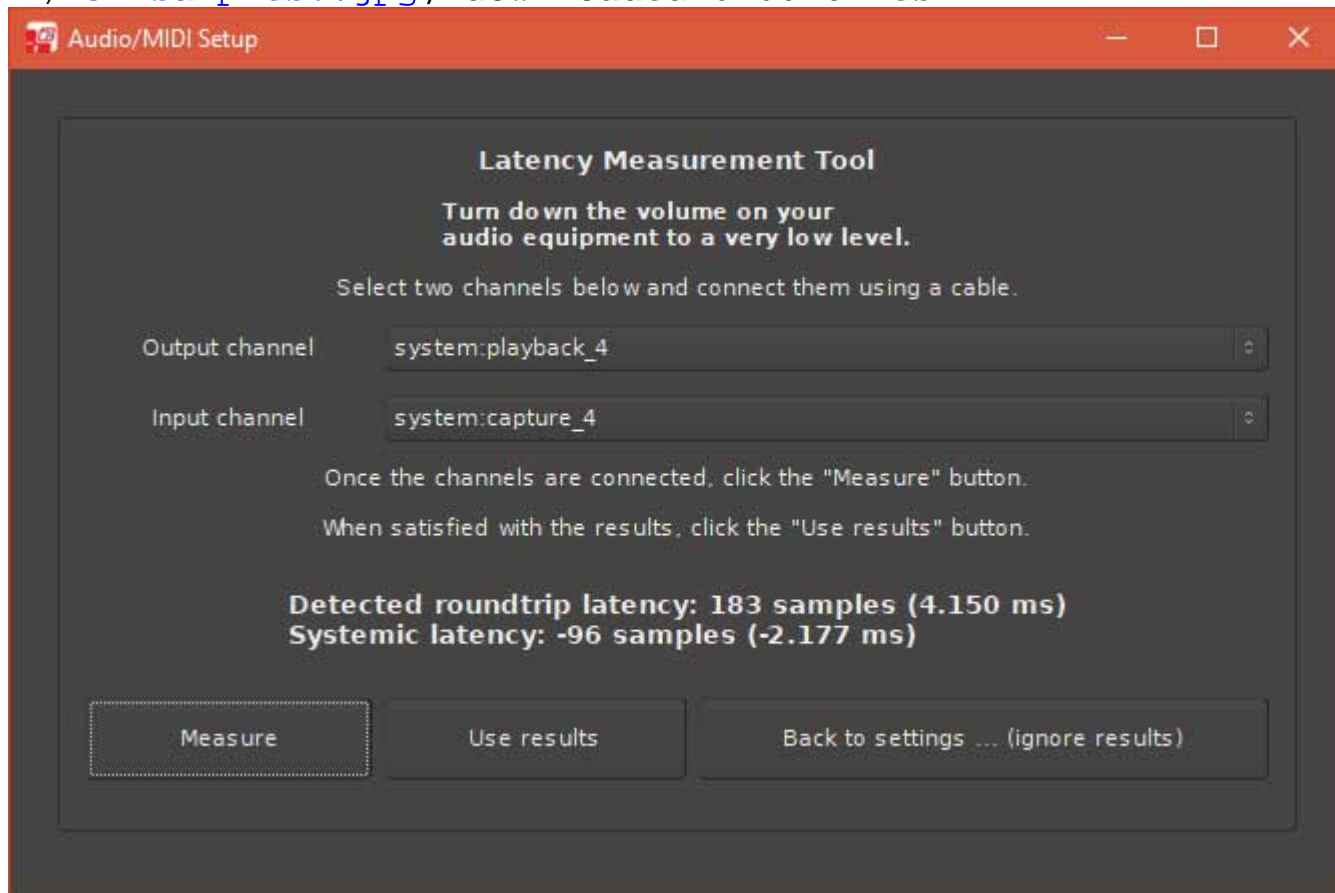 Audio/MIDI Setup
Latency Measurement Tool
Turn down the volume on your
audio equipment to a very low level.
Select two channels below and connect them using a cable.
Output channel system:playback_4
Input channel system:capture_4
Once the channels are connected, click the "Measure" button.
When satisfied with the results, click the "Use results" button.
Detected roundtrip latency: 183 samples (4.150 ms)
Systemic latency: -96 samples (-2.177 ms)
Measure Use results Back to settings ... (ignore results)